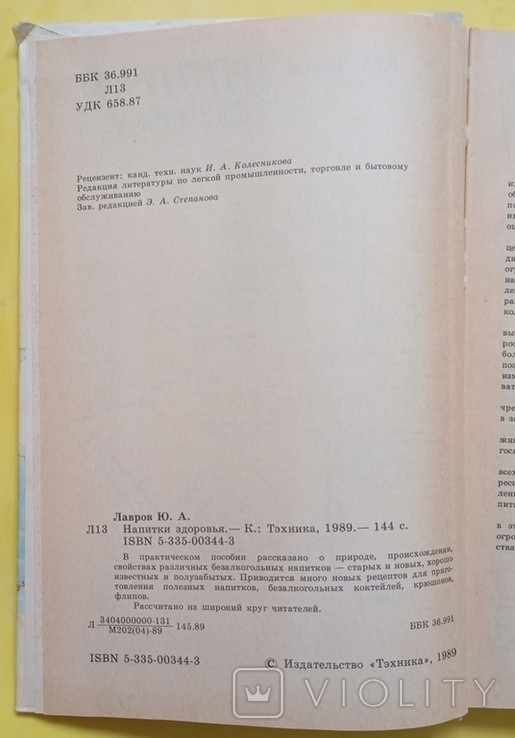 ББК 36.991
Л13
УДК 658.87
Рецензент: канд. техн. наук И. А. Колесникова
Редакция литературы по легкой промышленности, торговле и бытовому
обслуживанию
Зав. редакцией Э. А. Степанова
Лавров Ю. А.
Л13 Напитки здоровья.— К.: Тэхника, 1989.— 144 с.
ISBN 5-335-00344-3
В практическом пособии рассказано о природе, происхождении,
свойствах различных безалкогольных напитков — старых и новых, хорошо
известных и полузабытых. Приводится много новых рецептов для приго-
товления полезных напитков, безалкогольных коктейлей, крюшонов,
флипов.
Рассчитано на широкий круг читателей.
Л 3404000000-131
М202(04)-89 145.89
ББК 36.991
ISBN 5-335-00344-3
© Издательство «Тэхника», 1989
VIOLITY